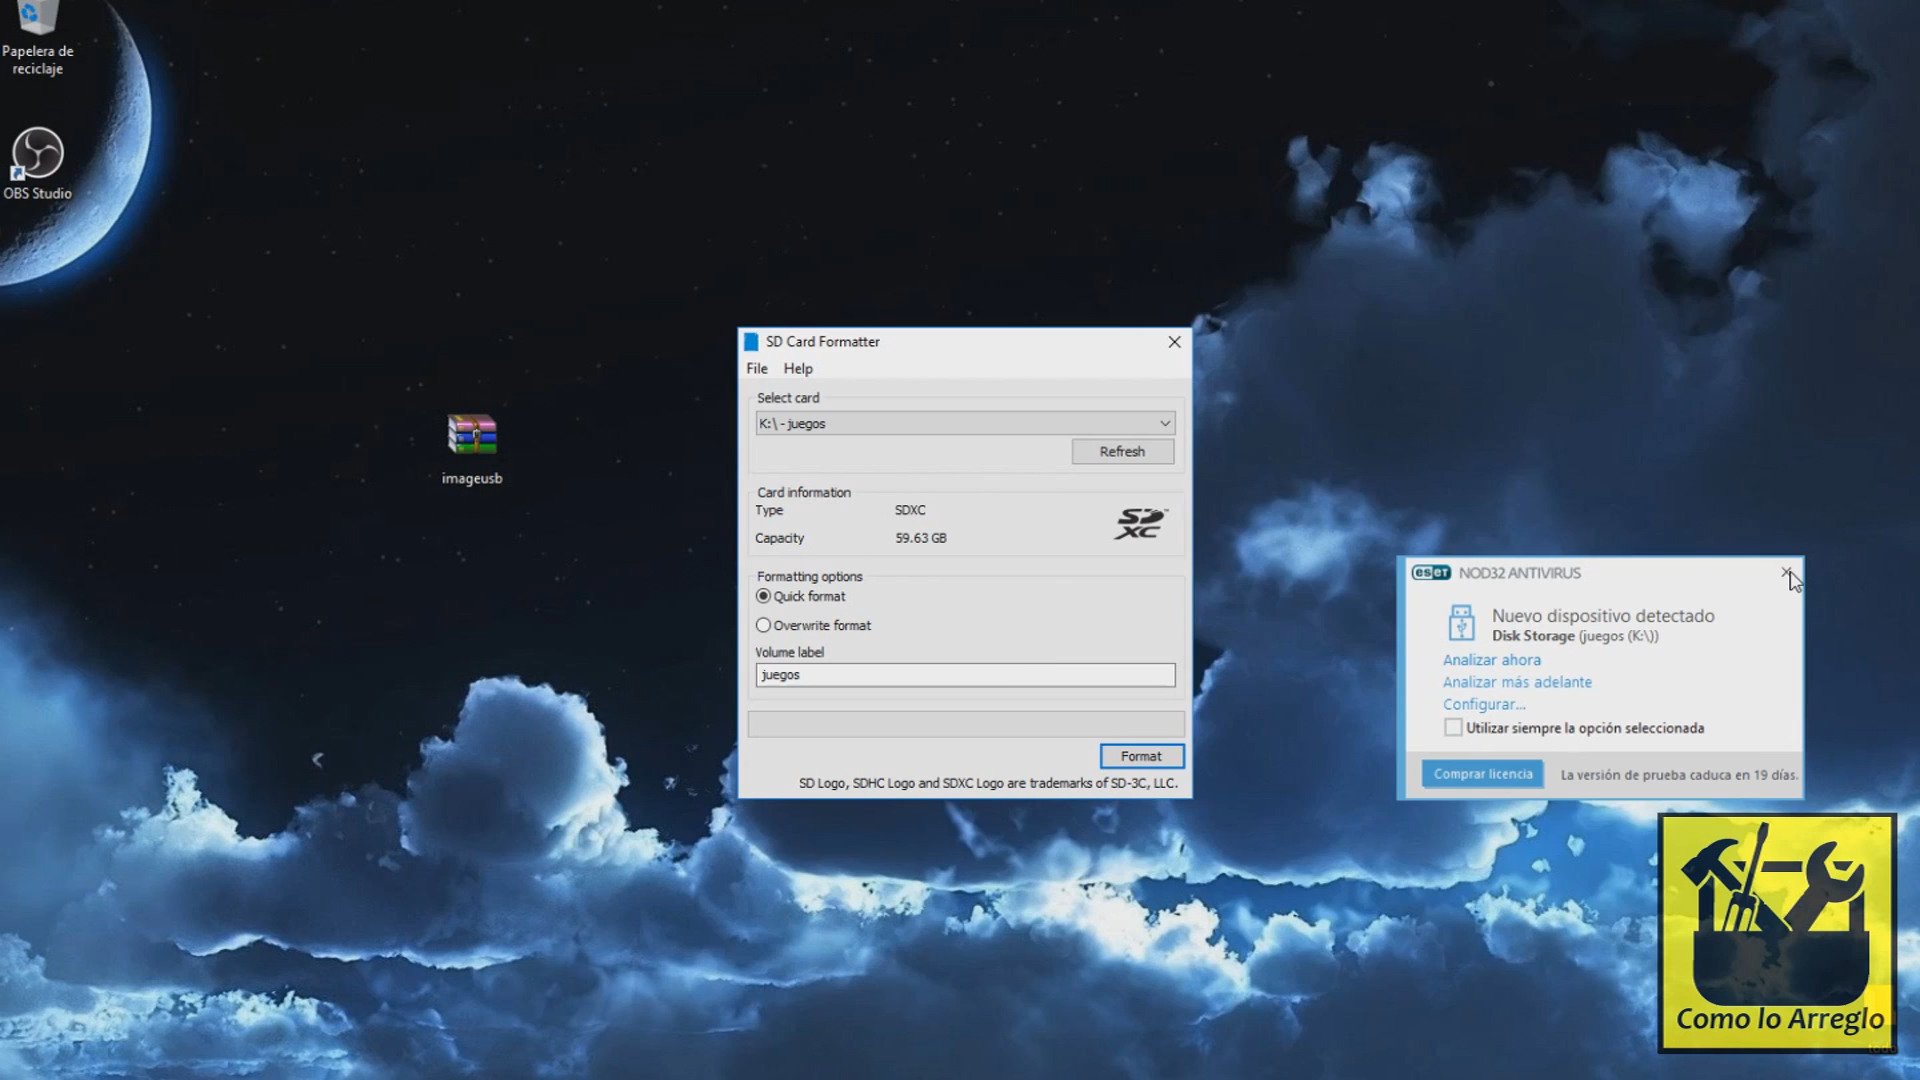 Papelera de
reciclaje
OBS Studio
imageusb
SD Card Formatter
File Help
Select card
K:\ - juegos
Refresh
Card information
Type SDXC
Capacity 59.63 GB
SD XC
Formatting options
Quick format
Overwrite format
Volume label
juegos
Format
SD Logo, SDHC Logo and SDXC Logo are trademarks of SD-3C, LLC.
eseT NOD32 ANTIVIRUS
Nuevo dispositivo detectado
Disk Storage (juegos (K:\))
Analizar ahora
Analizar más adelante
Configurar...
Utilizar siempre la opción seleccionada
Comprar licencia La versión de prueba caduca en 19 días.
Como lo Arreglo
todo